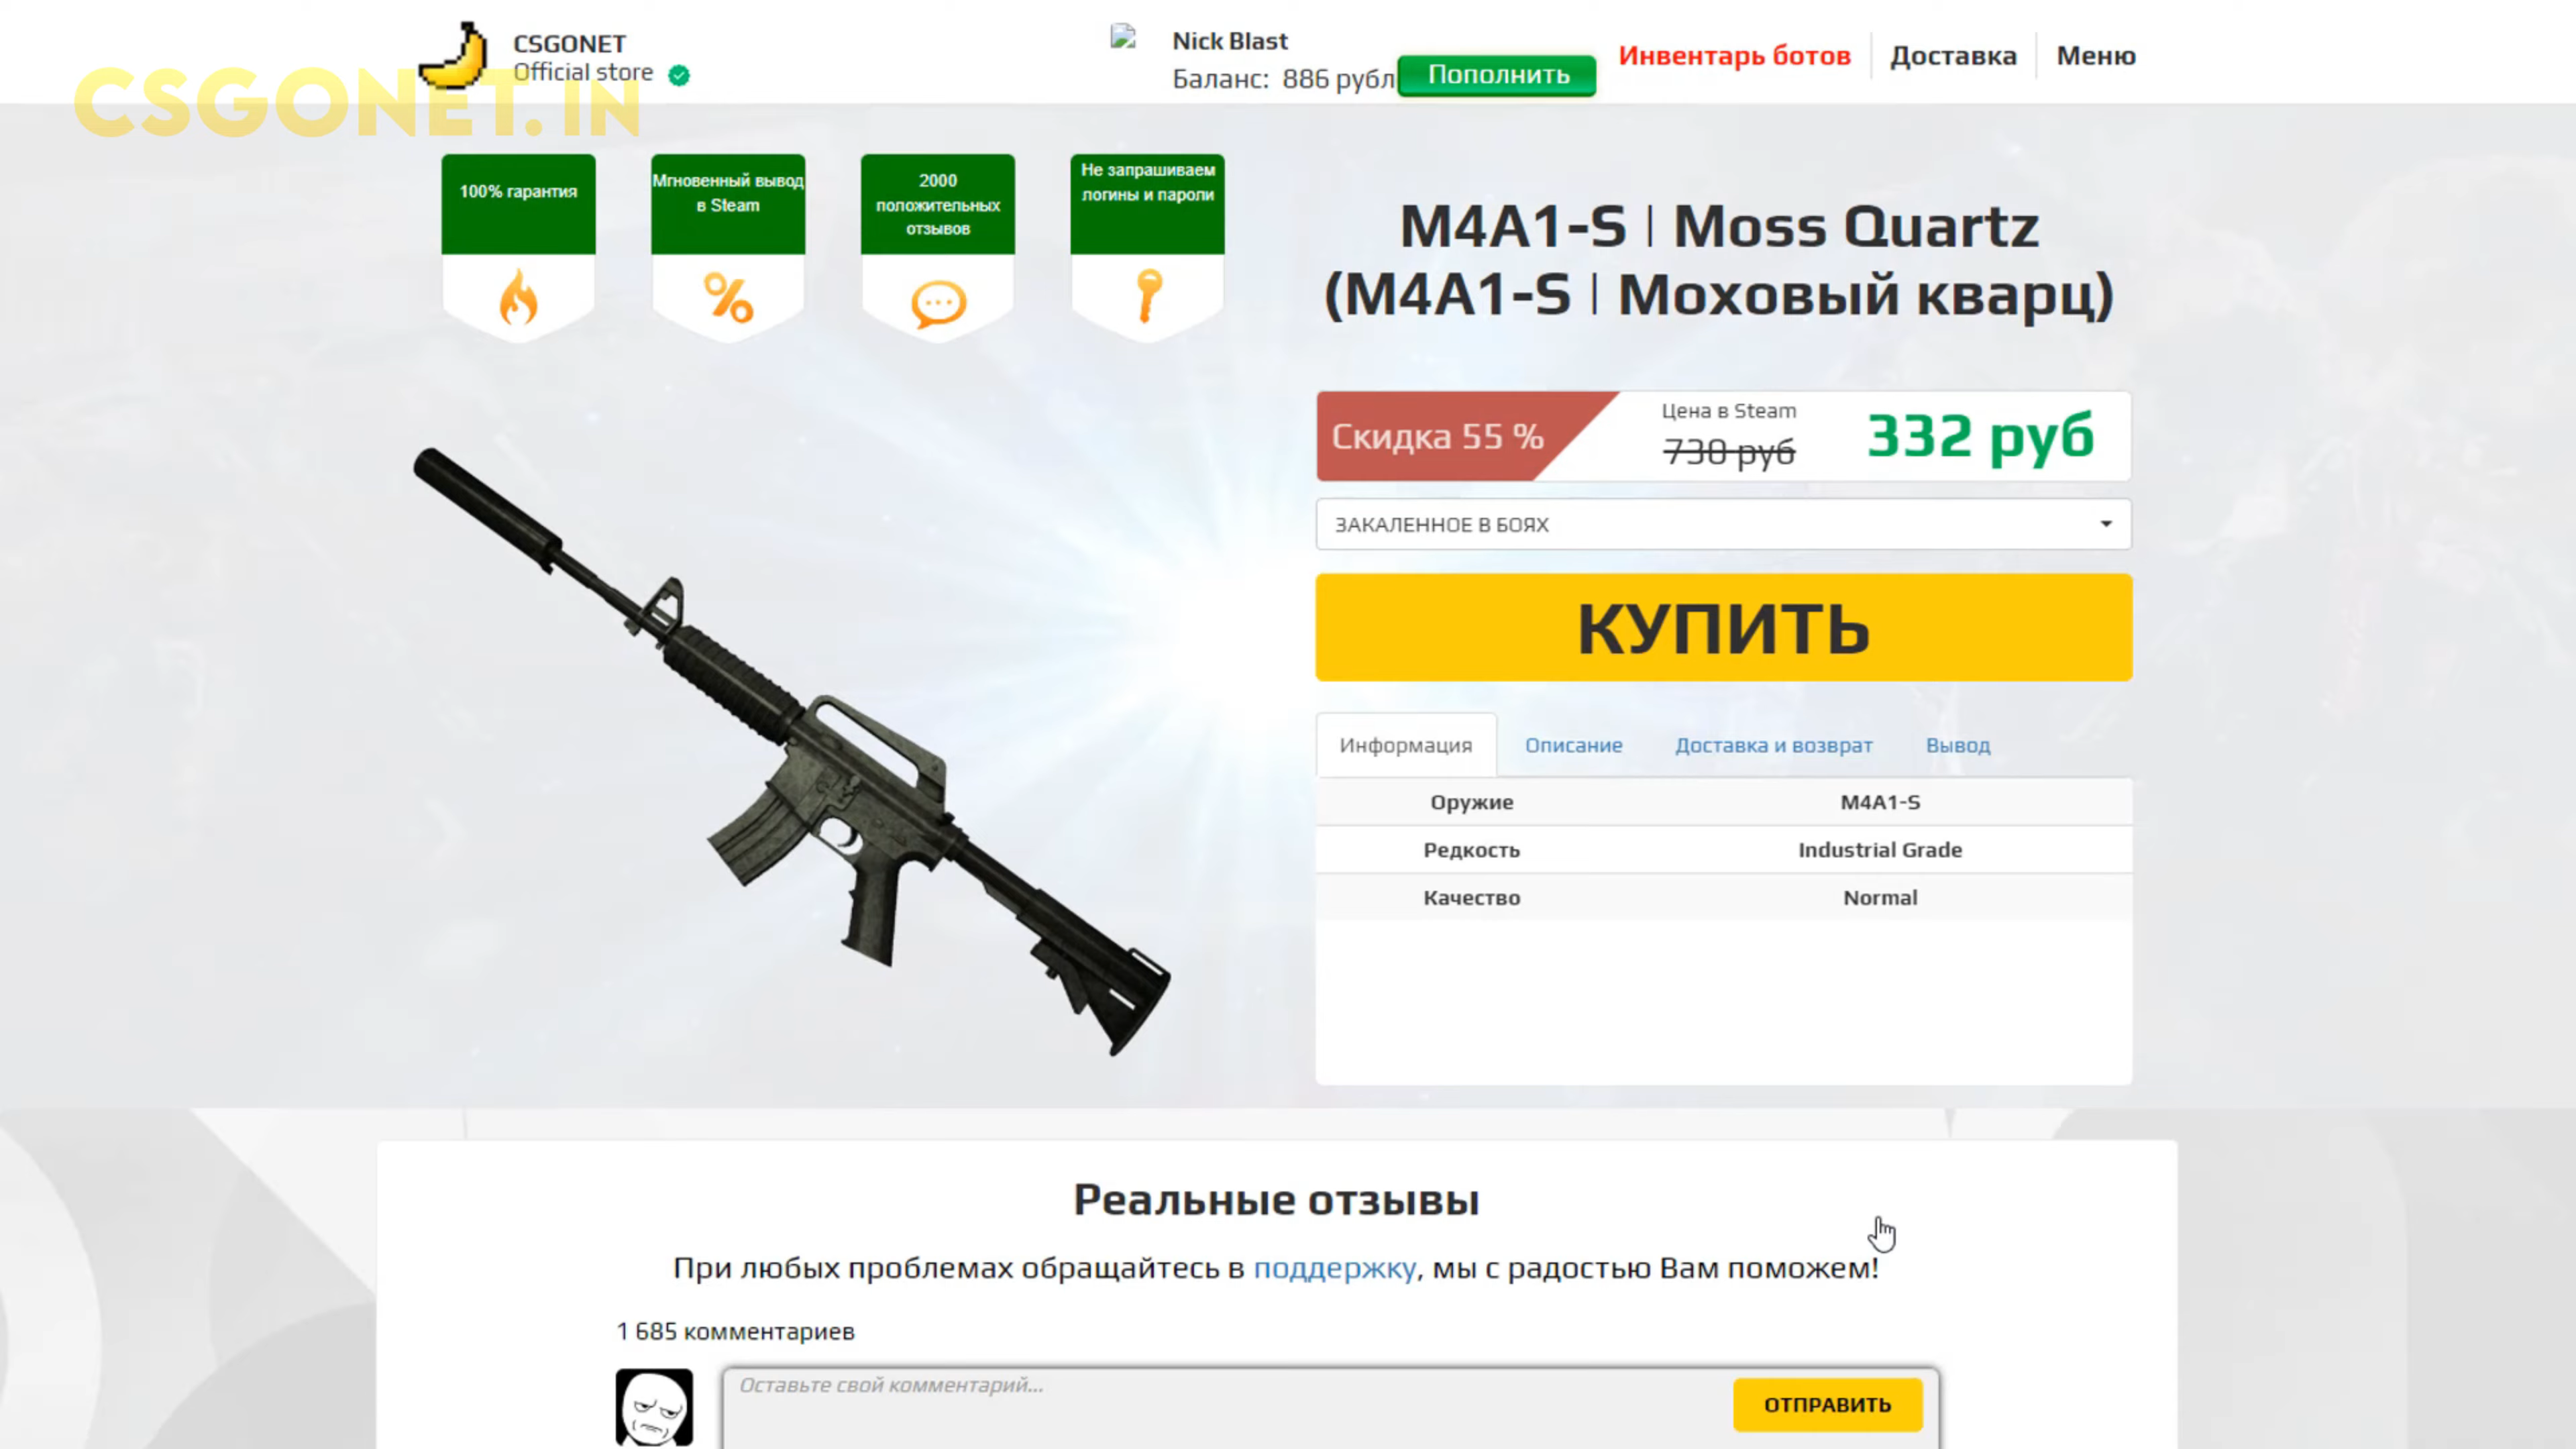 CSGONET
Official store
CSGONET.IN
Nick Blast
Баланс: 886 рубл
Пополнить
Инвентарь ботов
Доставка
Меню
100% гарантия
Мгновенный вывод
в Steam
2000
положительных
отзывов
Не запрашиваем
логины и пароли
M4A1-S | Moss Quartz
(M4A1-S | Моховый кварц)
Скидка 55 %
Цена в Steam
738 руб
332 руб
ЗАКАЛЕННОЕ В БОЯХ
КУПИТЬ
Информация
Описание
Доставка и возврат
Вывод
Оружие M4A1-S
Редкость Industrial Grade
Качество Normal
Реальные отзывы
При любых проблемах обращайтесь в поддержку, мы с радостью Вам поможем!
1 685 комментариев
Оставьте свой комментарий...
ОТПРАВИТЬ